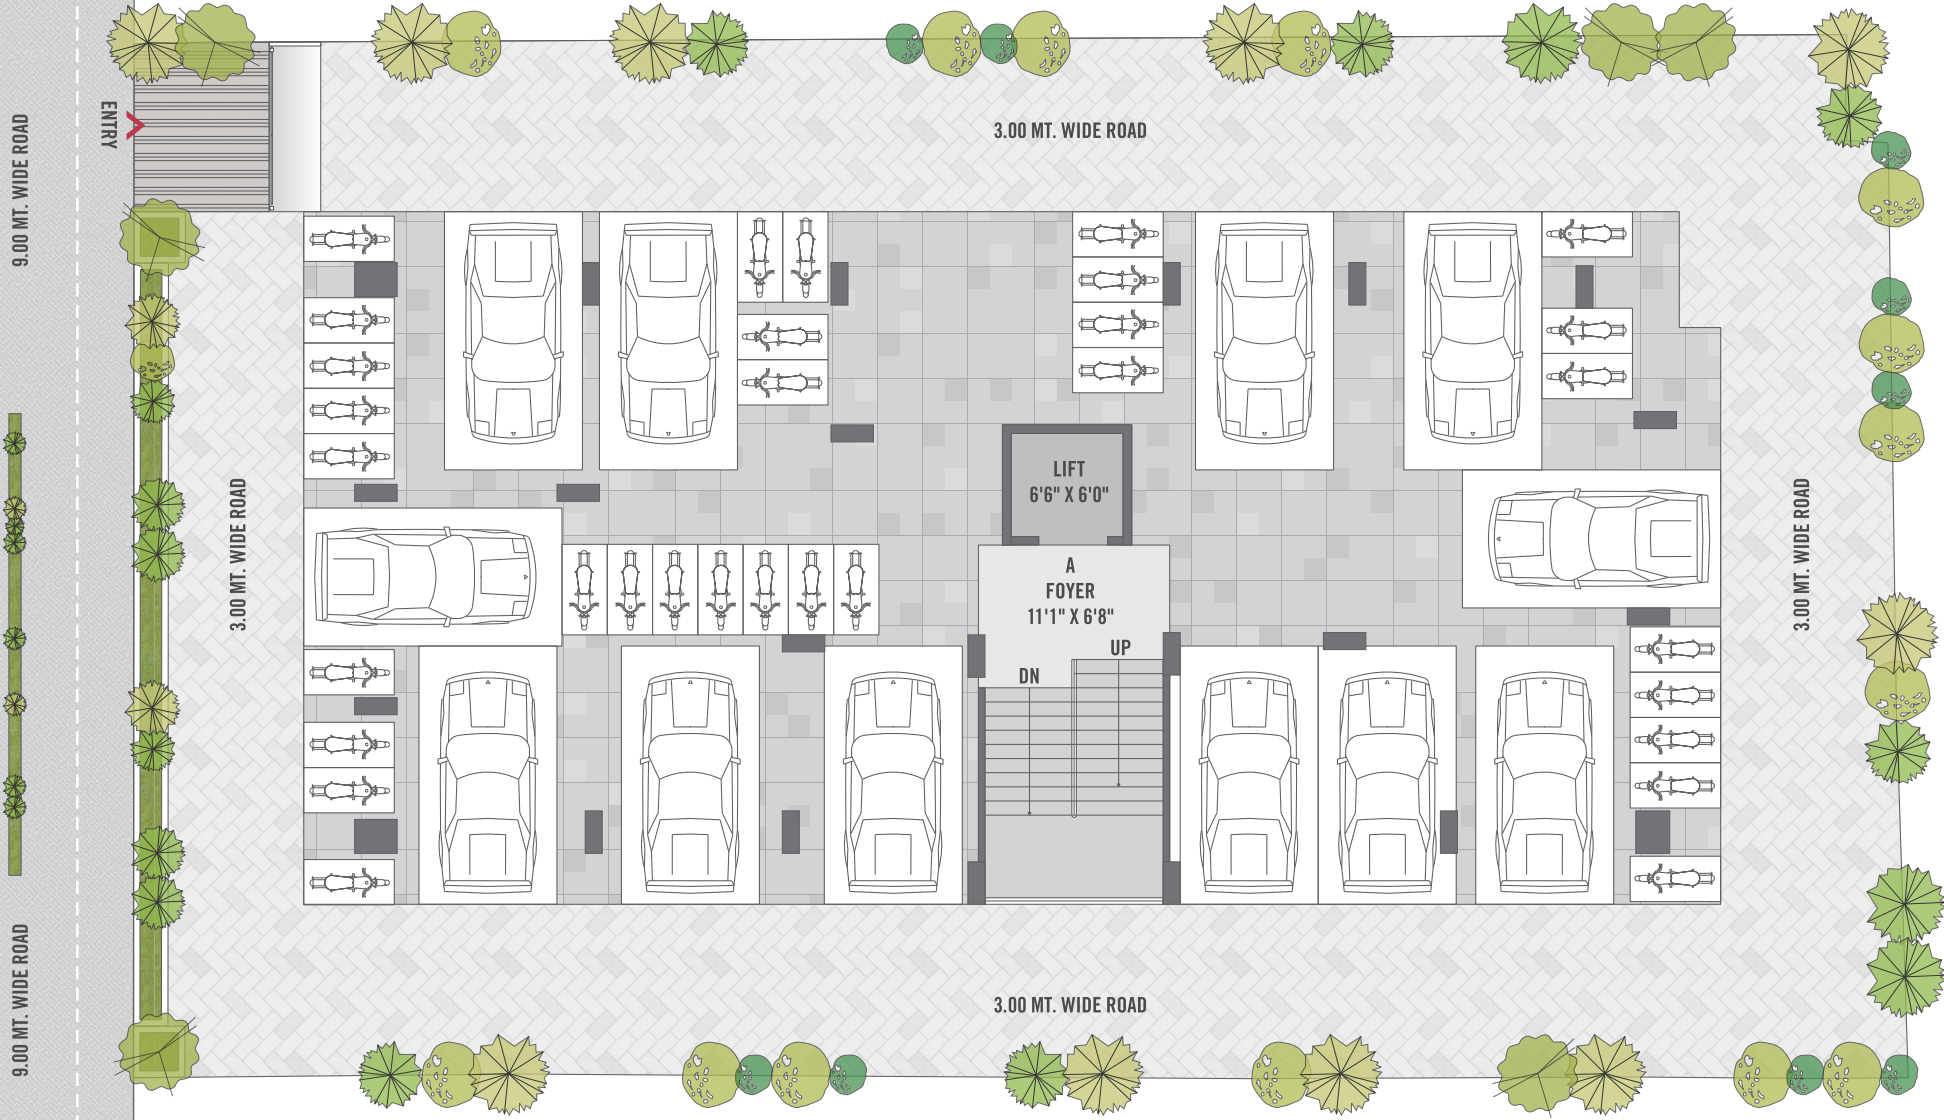 ENTRY
9.00 MT. WIDE ROAD
3.00 MT. WIDE ROAD
3.00 MT. WIDE ROAD
LIFT
6'6" X 6'0"
A
FOYER
11'1" X 6'8"
UP
DN
3.00 MT. WIDE ROAD
9.00 MT. WIDE ROAD
3.00 MT. WIDE ROAD